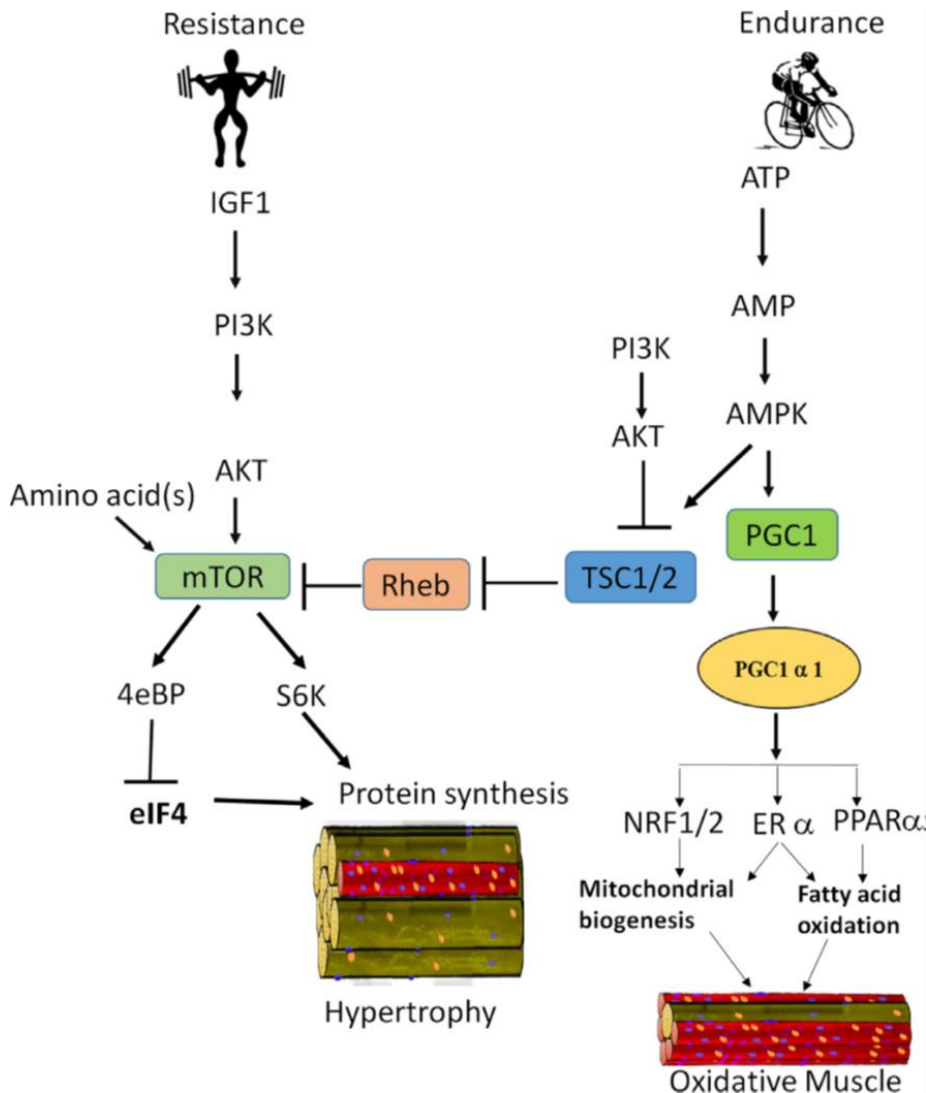 Resistance
Endurance
IGF1
ATP
PI3K
AMP
PI3K
AMPK
AKT
AKT
Amino acid(s)
mTOR
Rheb
TSC1/2
PGC1
PGC1 α 1
4eBP
S6K
eIF4
Protein synthesis
NRF1/2
ER α
Mitochondrial
biogenesis
Fatty acid
oxidation
Hypertrophy
Oxidative Muscle